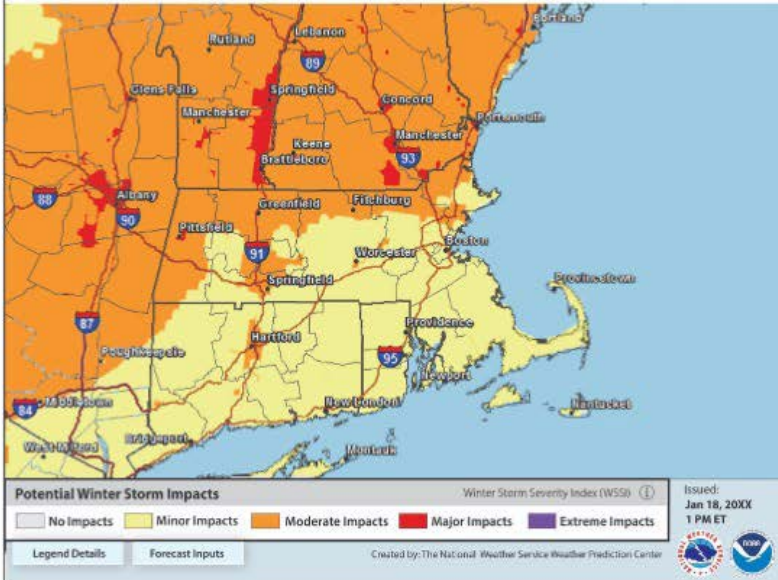 Portland
Lebanon
Rutland
89
Glens Falls
Springfield
Concord
Manchester
Manchester
Portsmouth
Keene
93
Brattleboro
Albany
88
90
Greenfield
Fitchburg
Pittsfield
91
Worcester
Boston
Springfield
Provincetown
87
Hartford
Providence
Poughkeepsie
95
Newport
84
Middletown
New London
Nantucket
West Milford
Bridgeport
Montauk
Potential Winter Storm Impacts
Winter Storm Severity Index (WSSI) i
No Impacts Minor Impacts Moderate Impacts Major Impacts Extreme Impacts
Legend Details Forecast Inputs
Created by: The National Weather Service Weather Prediction Center
Issued:
Jan 18, 20XX
1 PM ET
NATIONAL WEATHER SERVICE
NOAA